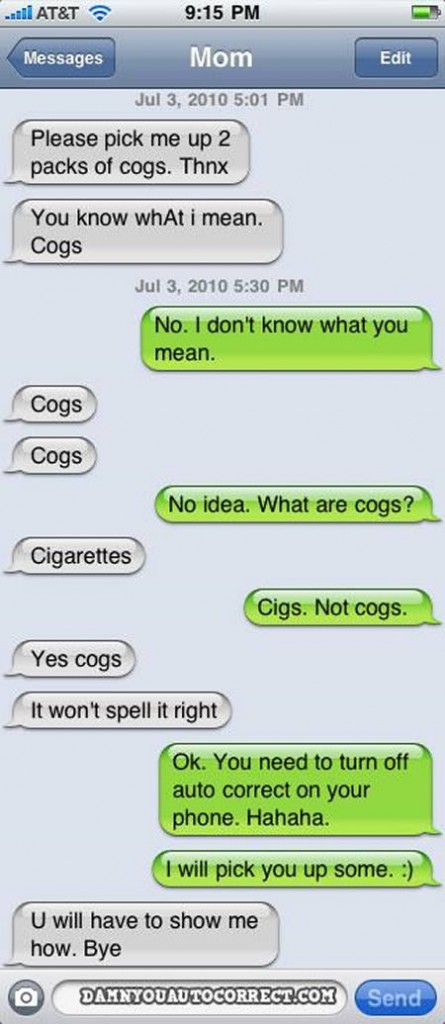 AT&T 9:15 PM
Messages Mom Edit
Jul 3, 2010 5:01 PM
Please pick me up 2
packs of cogs. Thnx
You know whAt i mean.
Cogs
Jul 3, 2010 5:30 PM
No. I don't know what you
mean.
Cogs
Cogs
No idea. What are cogs?
Cigarettes
Cigs. Not cogs.
Yes cogs
It won't spell it right
Ok. You need to turn off
auto correct on your
phone. Hahaha.
I will pick you up some. :)
U will have to show me
how. Bye
DAMNYOUAUTOCORRECT.COM Send